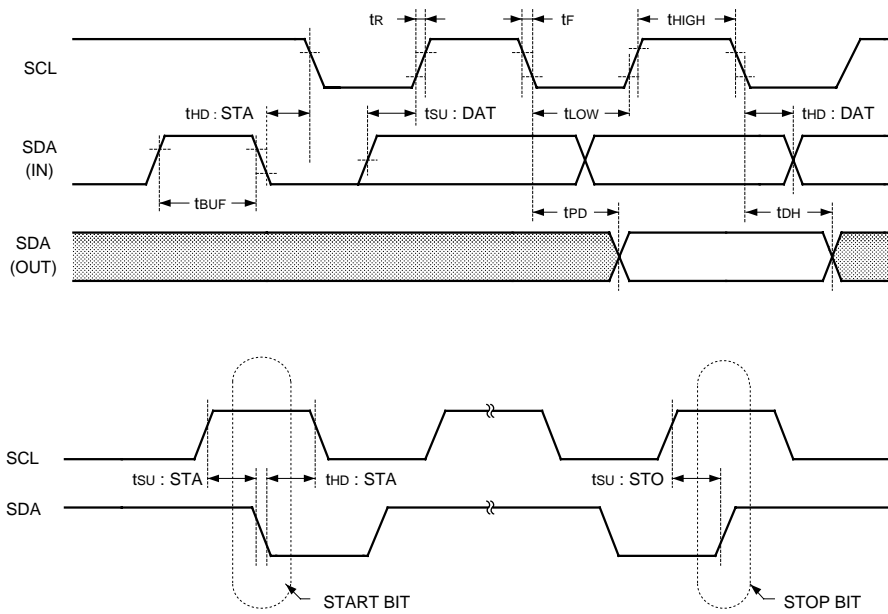 tR tF tHIGH
SCL
tHD : STA tSU : DAT tLOW tHD : DAT
SDA
(IN)
tBUF tPD tDH
SDA
(OUT)
SCL
tSU : STA tHD : STA tSU : STO
SDA
START BIT STOP BIT